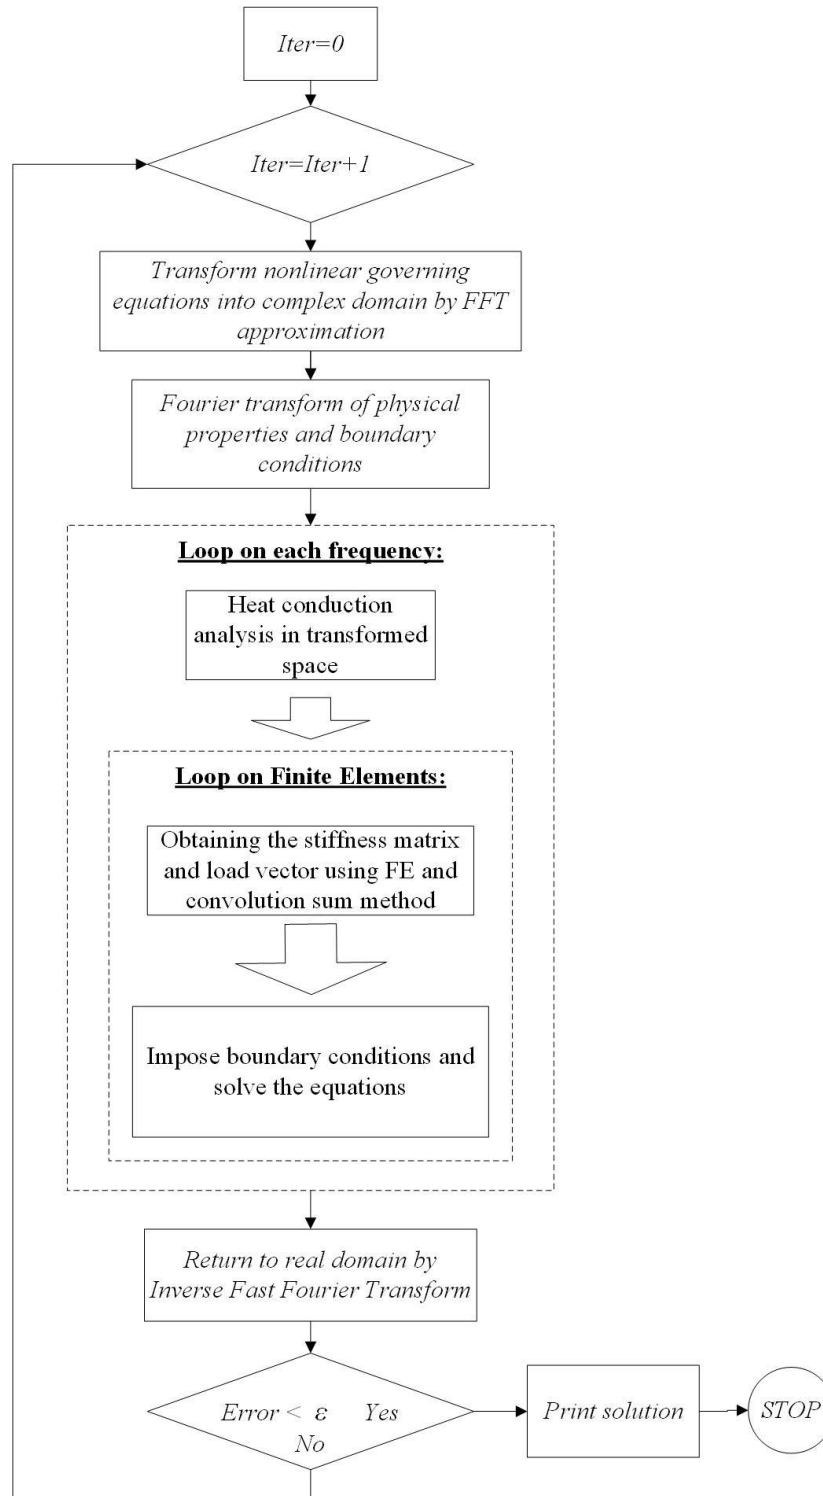 Iter=0
Iter=Iter+1
Transform nonlinear governing
equations into complex domain by FFT
approximation
Fourier transform of physical
properties and boundary
conditions
Loop on each frequency:
Heat conduction
analysis in transformed
space
Loop on Finite Elements:
Obtaining the stiffness matrix
and load vector using FE and
convolution sum method
Impose boundary conditions and
solve the equations
Return to real domain by
Inverse Fast Fourier Transform
Error < ε Yes
No
Print solution
STOP